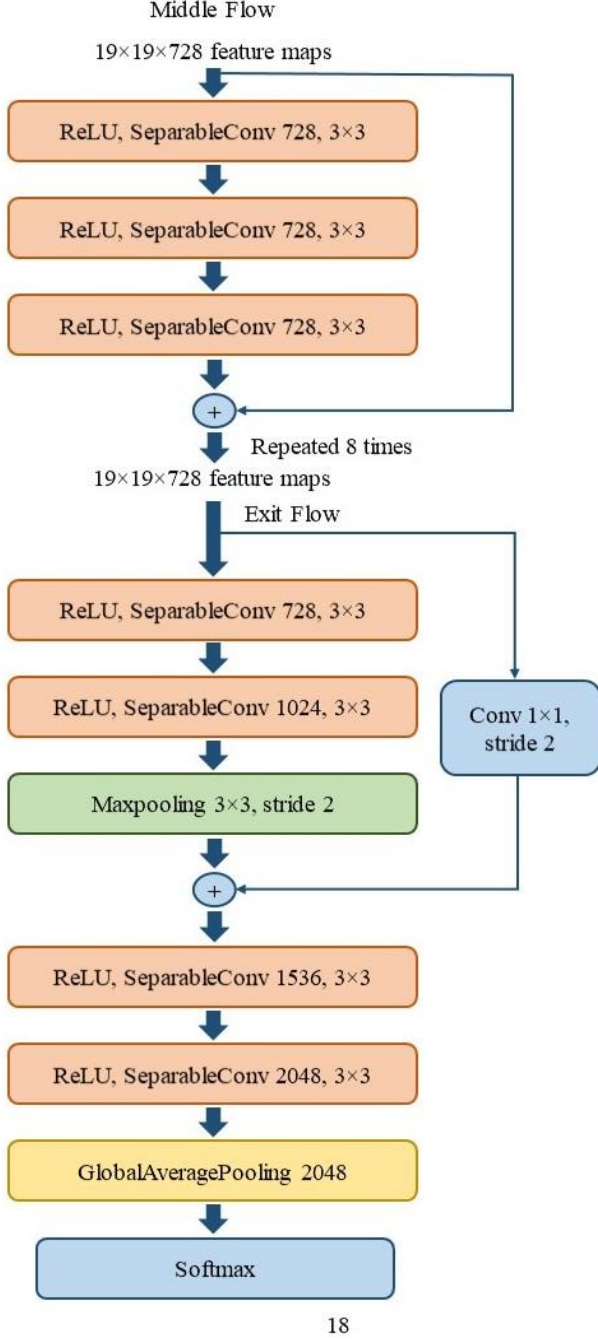 Middle Flow
19×19×728 feature maps
ReLU, SeparableConv 728, 3×3
ReLU, SeparableConv 728, 3×3
ReLU, SeparableConv 728, 3×3
+
Repeated 8 times
19×19×728 feature maps
Exit Flow
ReLU, SeparableConv 728, 3×3
ReLU, SeparableConv 1024, 3×3
Conv 1×1,
stride 2
Maxpooling 3×3, stride 2
+
ReLU, SeparableConv 1536, 3×3
ReLU, SeparableConv 2048, 3×3
GlobalAveragePooling 2048
Softmax
18